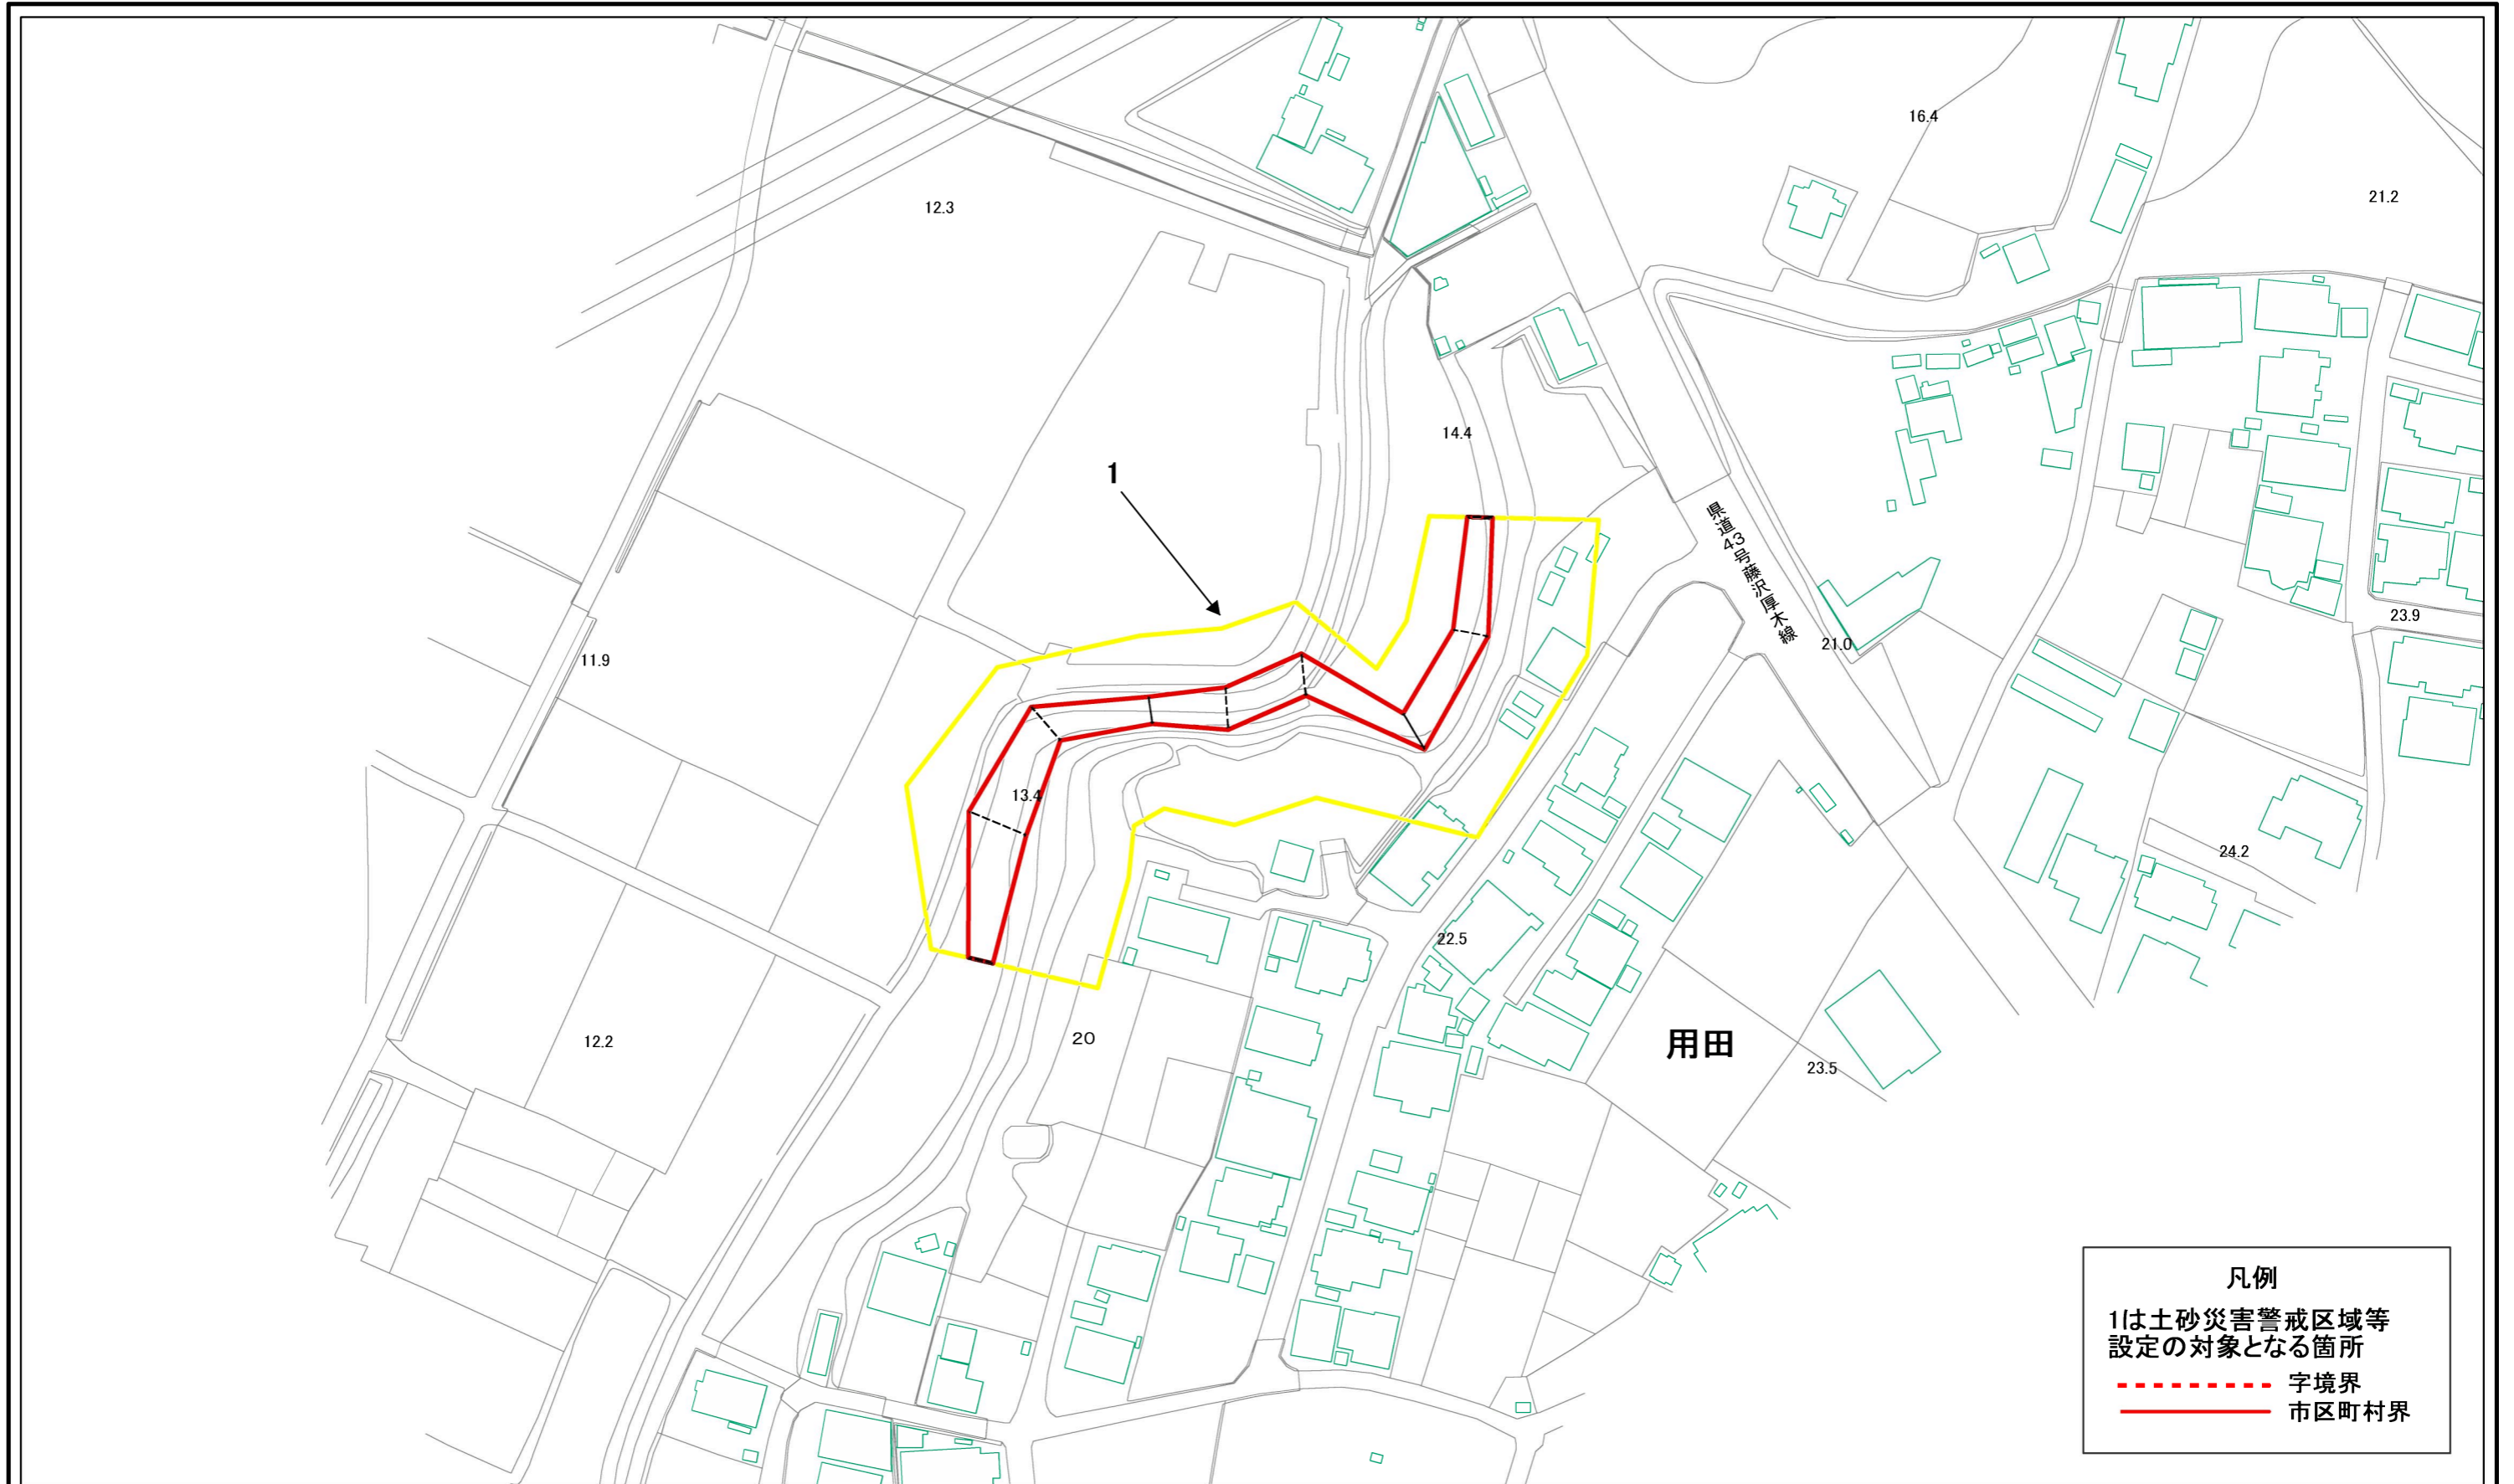 16.4
21.2
12.3
14.4
1
県道43号藤沢厚木線
23.9
21.0
11.9
13.4
24.2
22.5
12.2
20
用田
23.5
凡例
1は土砂災害警戒区域等
設定の対象となる箇所
字境界
市区町村界